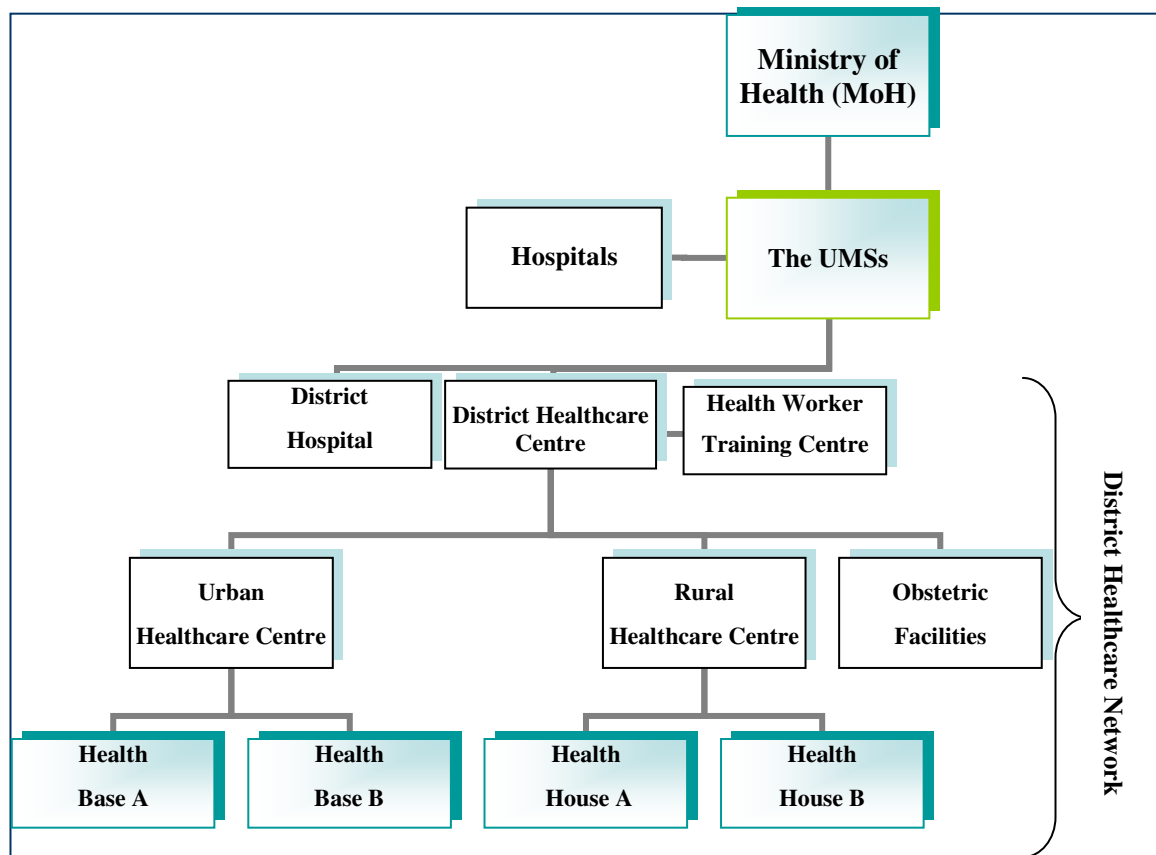 Ministry of
Health (MoH)
Hospitals
The UMSs
District
Hospital
District Healthcare
Centre
Health Worker
Training Centre
District Healthcare Network
Urban
Healthcare Centre
Rural
Healthcare Centre
Obstetric
Facilities
Health
Base A
Health
Base B
Health
House A
Health
House B